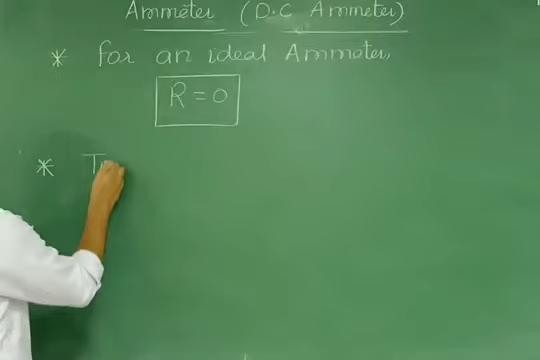 Ammeter (D.C Ammeter)
* for an ideal Ammeter,
R = 0
* T